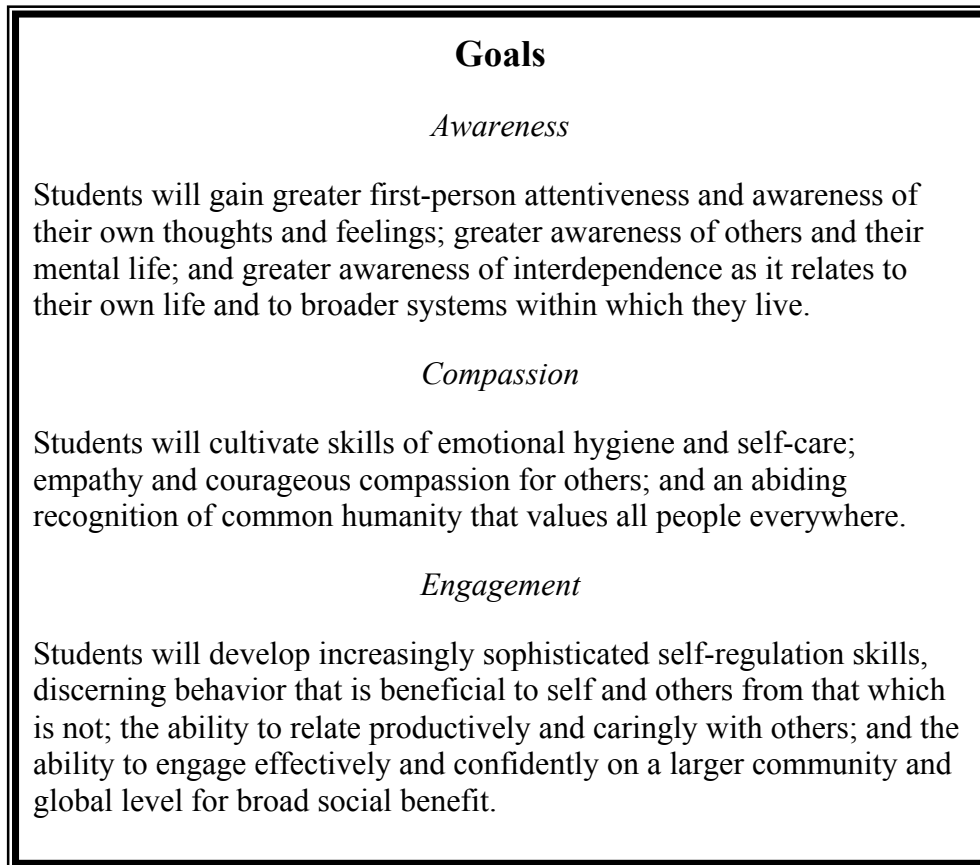 Goals
Awareness
Students will gain greater first-person attentiveness and awareness of
their own thoughts and feelings; greater awareness of others and their
mental life; and greater awareness of interdependence as it relates to
their own life and to broader systems within which they live.
Compassion
Students will cultivate skills of emotional hygiene and self-care;
empathy and courageous compassion for others; and an abiding
recognition of common humanity that values all people everywhere.
Engagement
Students will develop increasingly sophisticated self-regulation skills,
discerning behavior that is beneficial to self and others from that which
is not; the ability to relate productively and caringly with others; and the
ability to engage effectively and confidently on a larger community and
global level for broad social benefit.